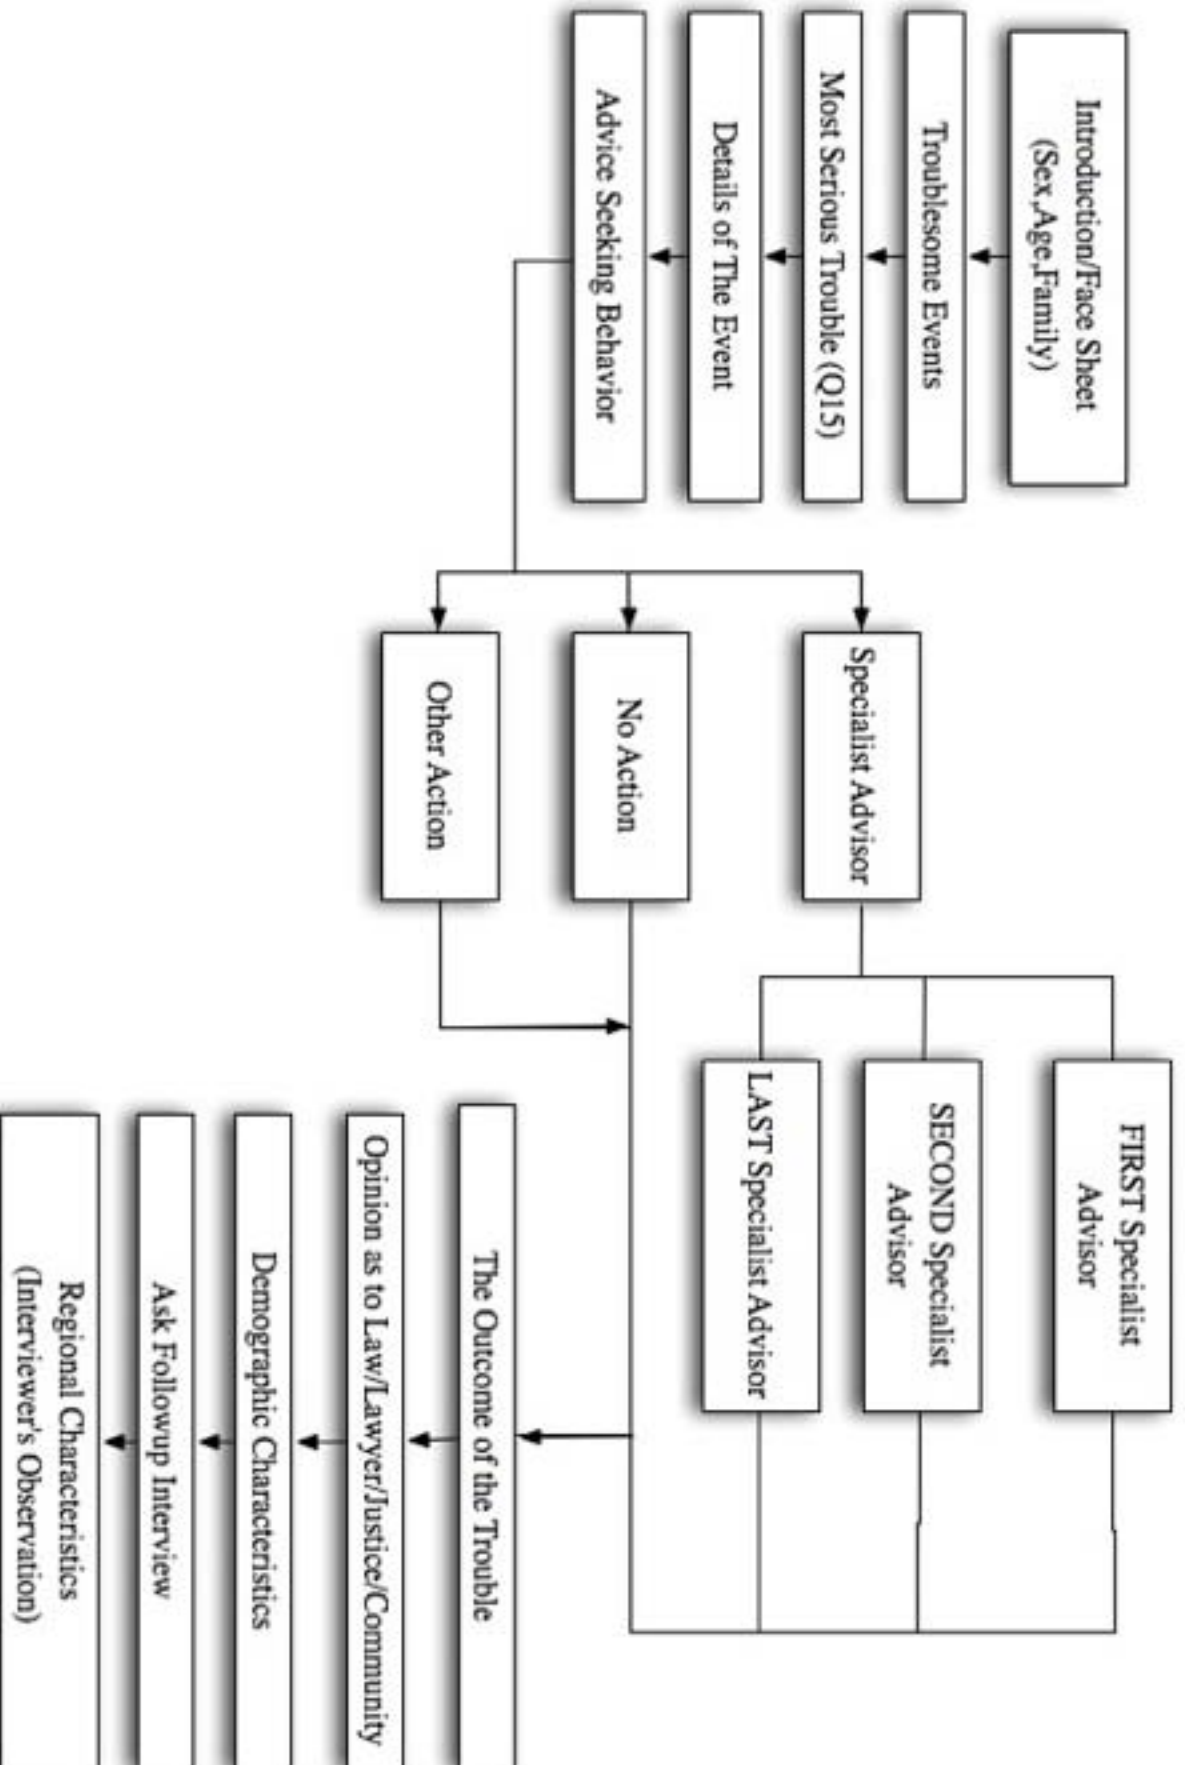 Introduction/Face Sheet
(Sex,Age,Family)
Troublesome Events
Most Serious Trouble (Q15)
Details of The Event
Advice Seeking Behavior
Specialist Advisor
No Action
Other Action
FIRST Specialist
Advisor
SECOND Specialist
Advisor
LAST Specialist Advisor
The Outcome of the Trouble
Opinion as to Law/Lawyer/Justice/Community
Demographic Characteristics
Ask Followup Interview
Regional Characteristics
(Interviewer's Observation)